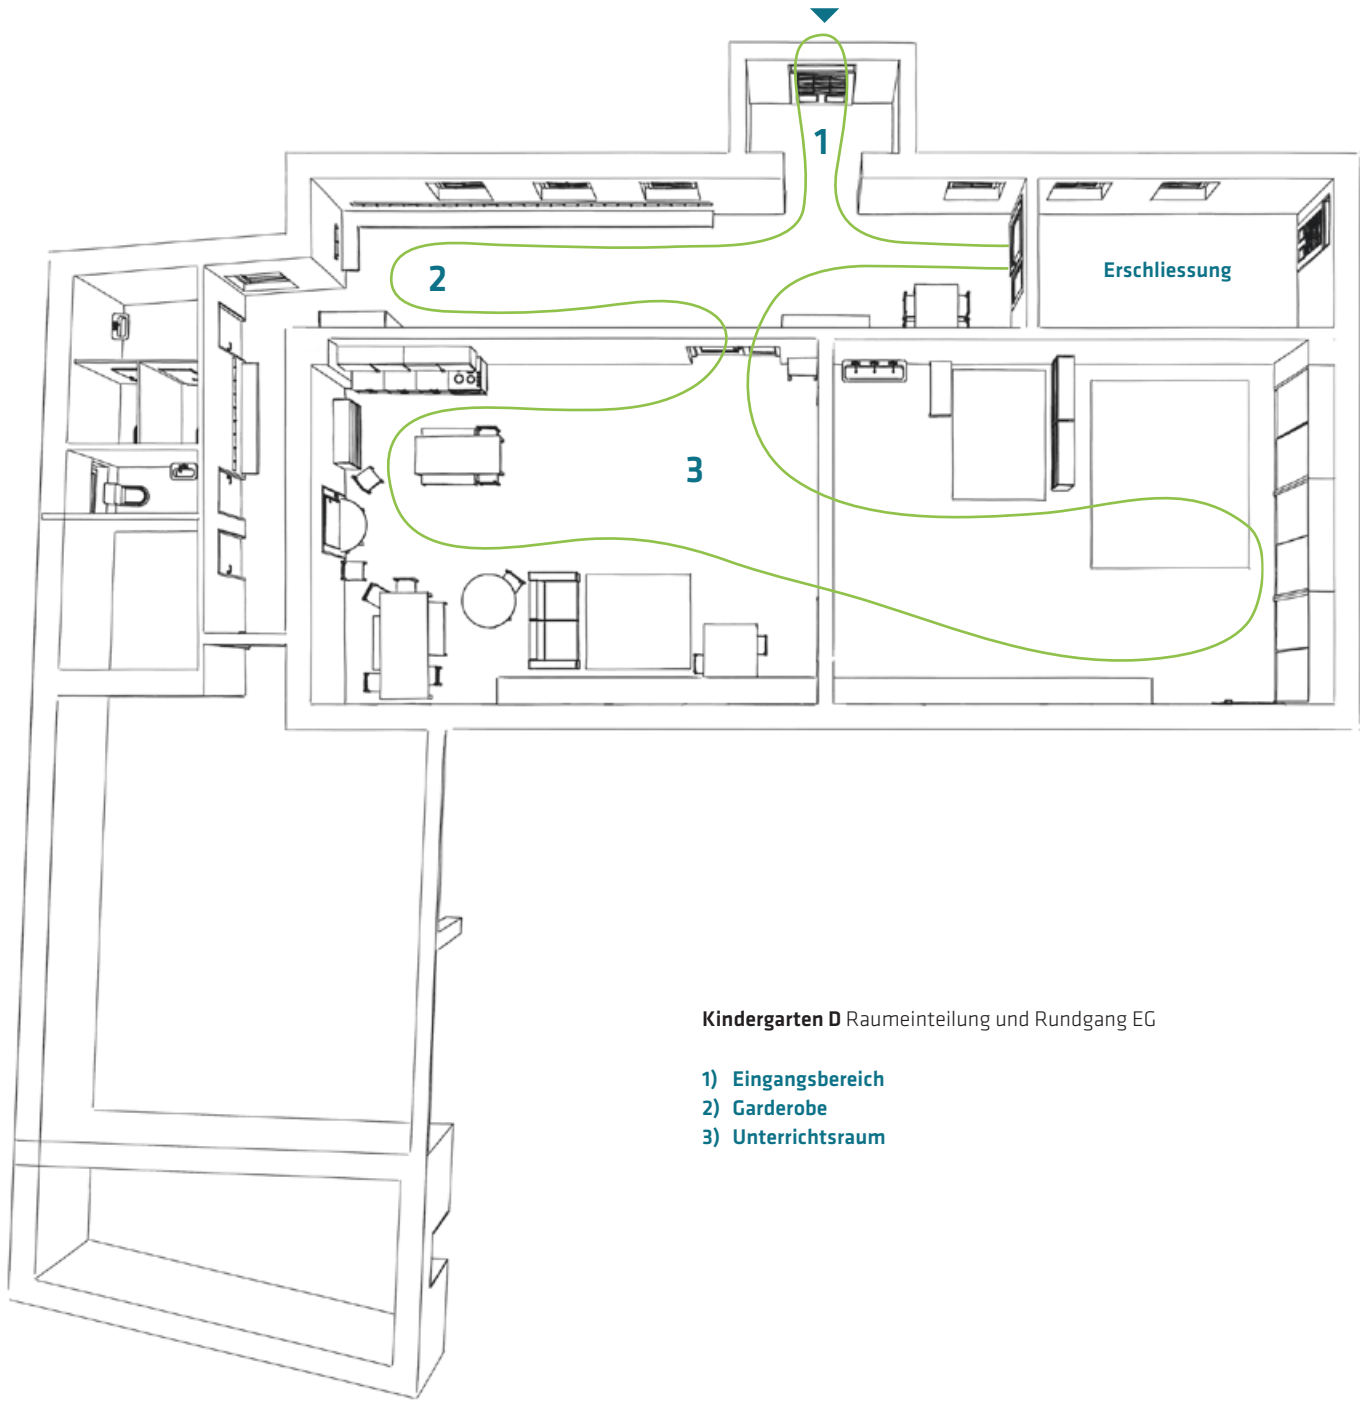 1
2
Erschliessung
3
Kindergarten D Raumeinteilung und Rundgang EG
1) Eingangsbereich
2) Garderobe
3) Unterrichtsraum